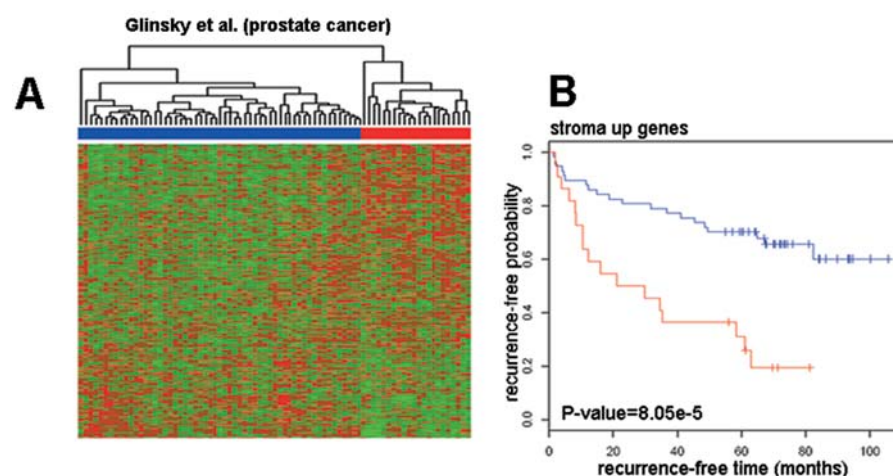 Glinsky et al. (prostate cancer)
A
B
stroma up genes
1.0
0.8
0.6
0.4
0.2
0.0
recurrence-free probability
P-value=8.05e-5
0 20 40 60 80 100
recurrence-free time (months)